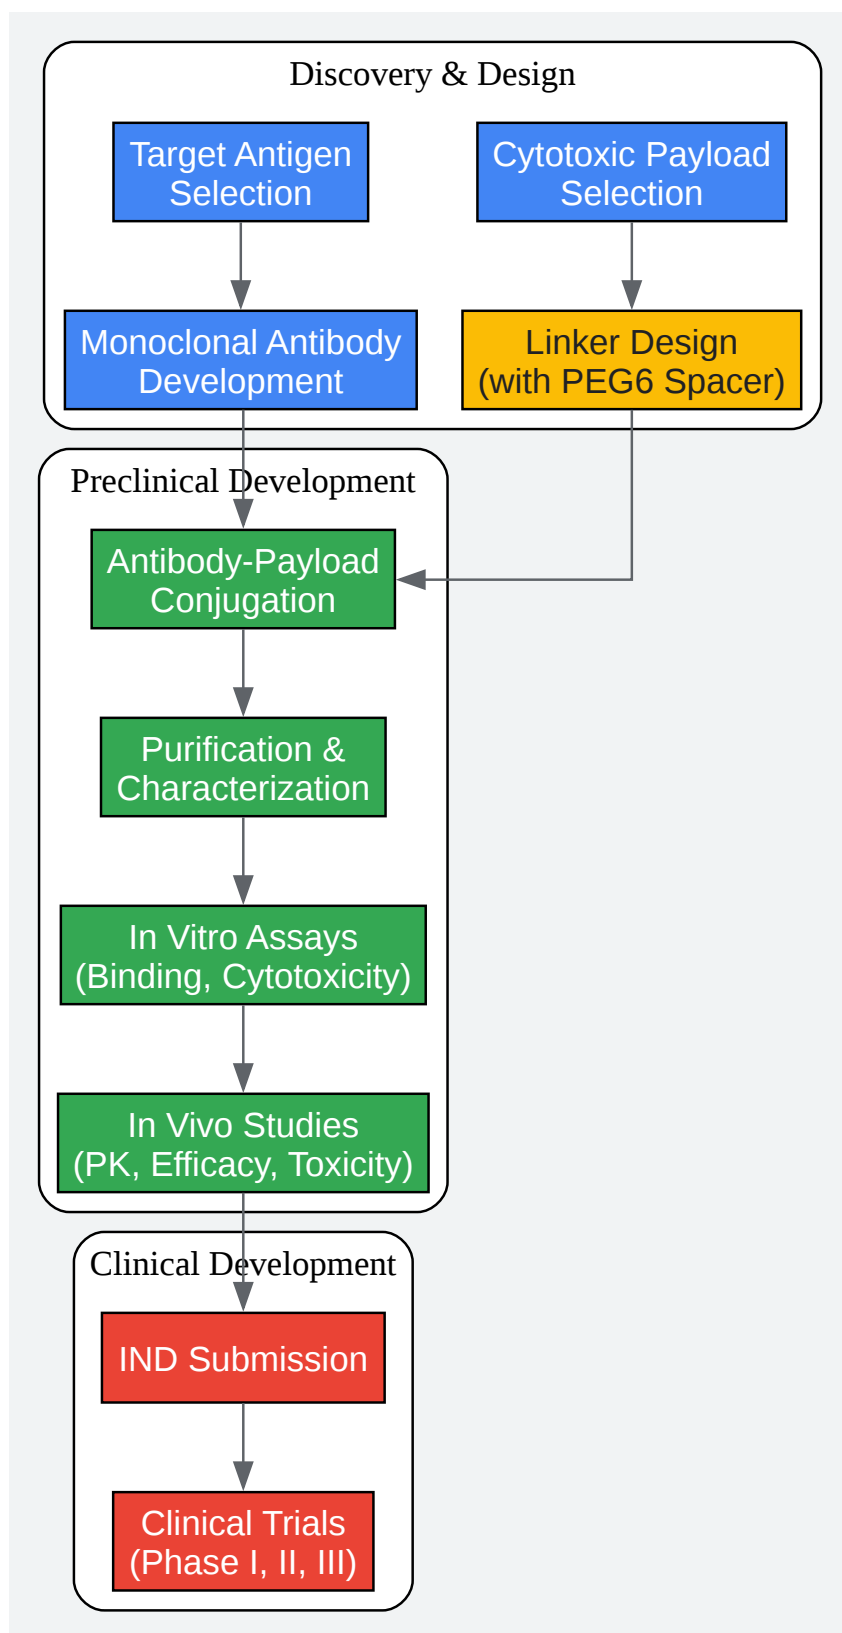 Discovery & Design
Target Antigen
Selection
Cytotoxic Payload
Selection
Monoclonal Antibody
Development
Linker Design
(with PEG6 Spacer)
Preclinical Development
Antibody-Payload
Conjugation
Purification &
Characterization
In Vitro Assays
(Binding, Cytotoxicity)
In Vivo Studies
(PK, Efficacy, Toxicity)
Clinical Development
IND Submission
Clinical Trials
(Phase I, II, III)